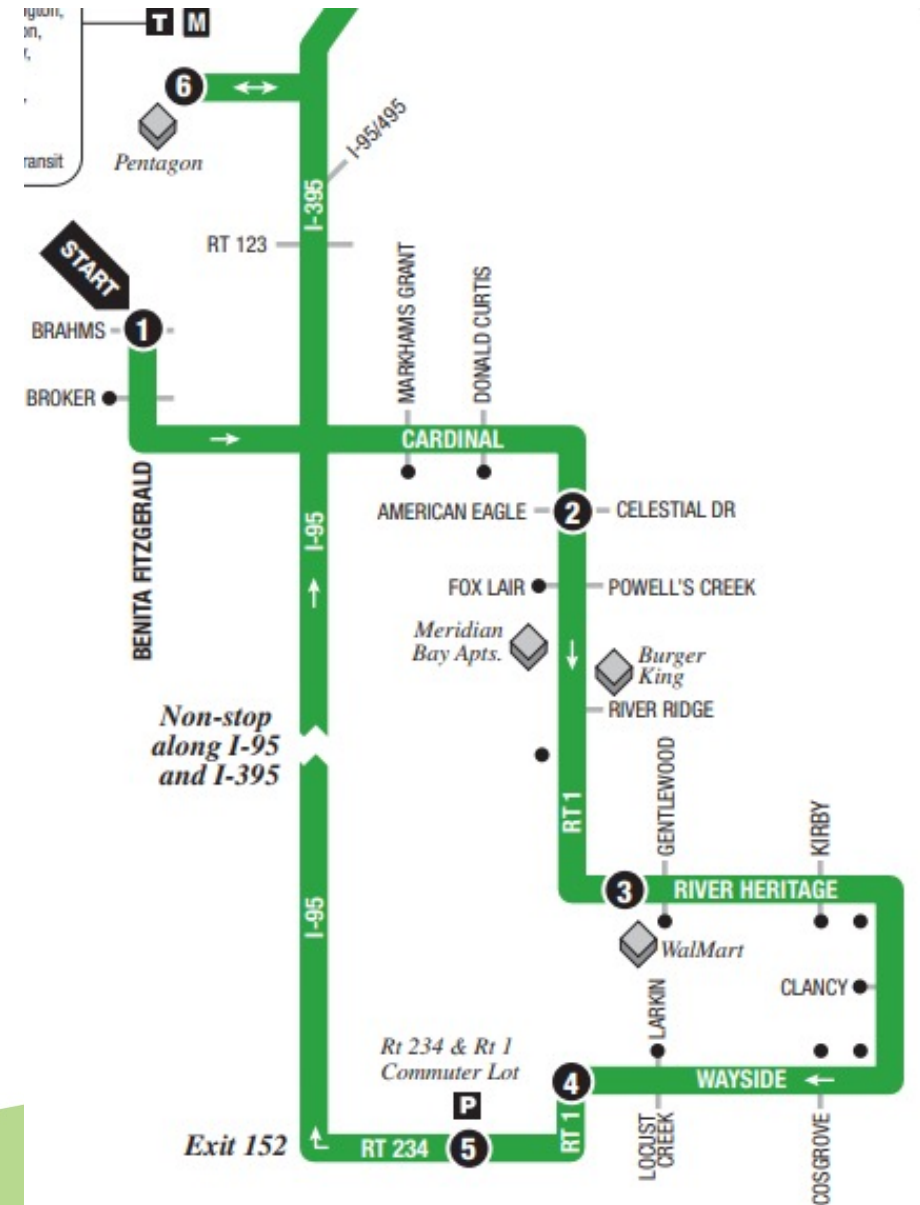 T M
ransit
6
Pentagon
I-95/495
I-395
RT 123
START
BRAHMS
1
BROKER
MARKHAMS GRANT
DONALD CURTIS
CARDINAL
BENITA FITZGERALD
I-95
AMERICAN EAGLE
2
CELESTIAL DR
FOX LAIR
POWELL'S CREEK
Meridian
Bay Apts.
Burger
King
RIVER RIDGE
Non-stop
along I-95
and I-395
RT 1
GENTLEWOOD
KIRBY
3
RIVER HERITAGE
WalMart
I-95
CLANCY
LARKIN
Rt 234 & Rt 1
Commuter Lot
P
4
WAYSIDE
RT 1
LOCUST
CREEK
COSGROVE
Exit 152
RT 234
5